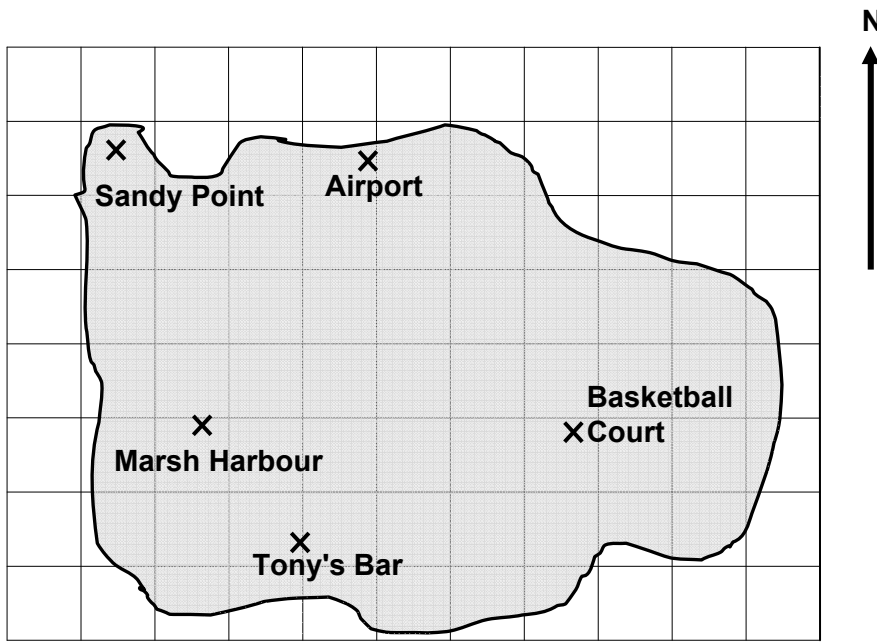 N
Sandy Point
Airport
Basketball
Court
Marsh Harbour
Tony's Bar